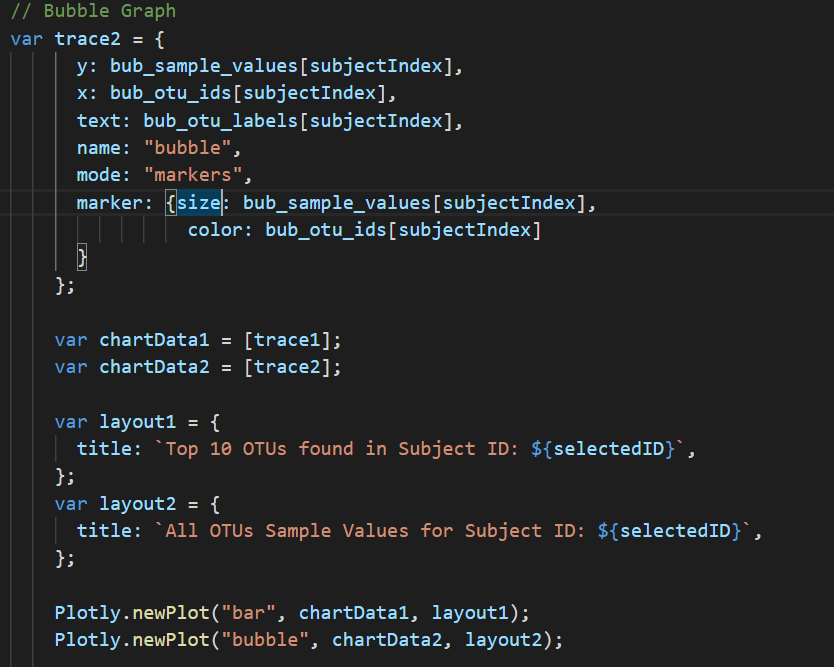 // Bubble Graph
var trace2 = {
y: bub_sample_values[subjectIndex],
x: bub_otu_ids[subjectIndex],
text: bub_otu_labels[subjectIndex],
name: "bubble",
mode: "markers",
marker: {size: bub_sample_values[subjectIndex],
color: bub_otu_ids[subjectIndex]
}
};
var chartData1 = [trace1];
var chartData2 = [trace2];
var layout1 = {
title: `Top 10 OTUs found in Subject ID: ${selectedID}`,
};
var layout2 = {
title: `All OTUs Sample Values for Subject ID: ${selectedID}`,
};
Plotly.newPlot("bar", chartData1, layout1);
Plotly.newPlot("bubble", chartData2, layout2);